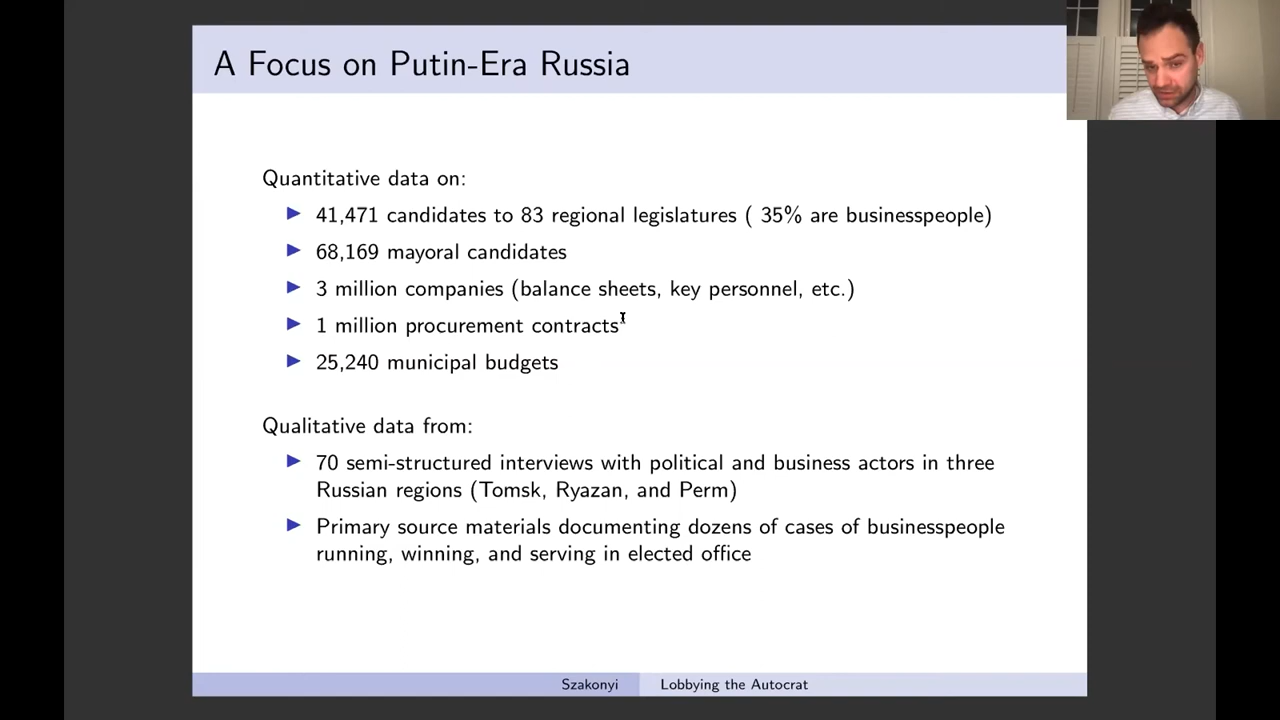 A Focus on Putin-Era Russia
Quantitative data on:
41,471 candidates to 83 regional legislatures ( 35% are businesspeople)
68,169 mayoral candidates
3 million companies (balance sheets, key personnel, etc.)
1 million procurement contracts
25,240 municipal budgets
Qualitative data from:
70 semi-structured interviews with political and business actors in three
Russian regions (Tomsk, Ryazan, and Perm)
Primary source materials documenting dozens of cases of businesspeople
running, winning, and serving in elected office
Szakonyi
Lobbying the Autocrat